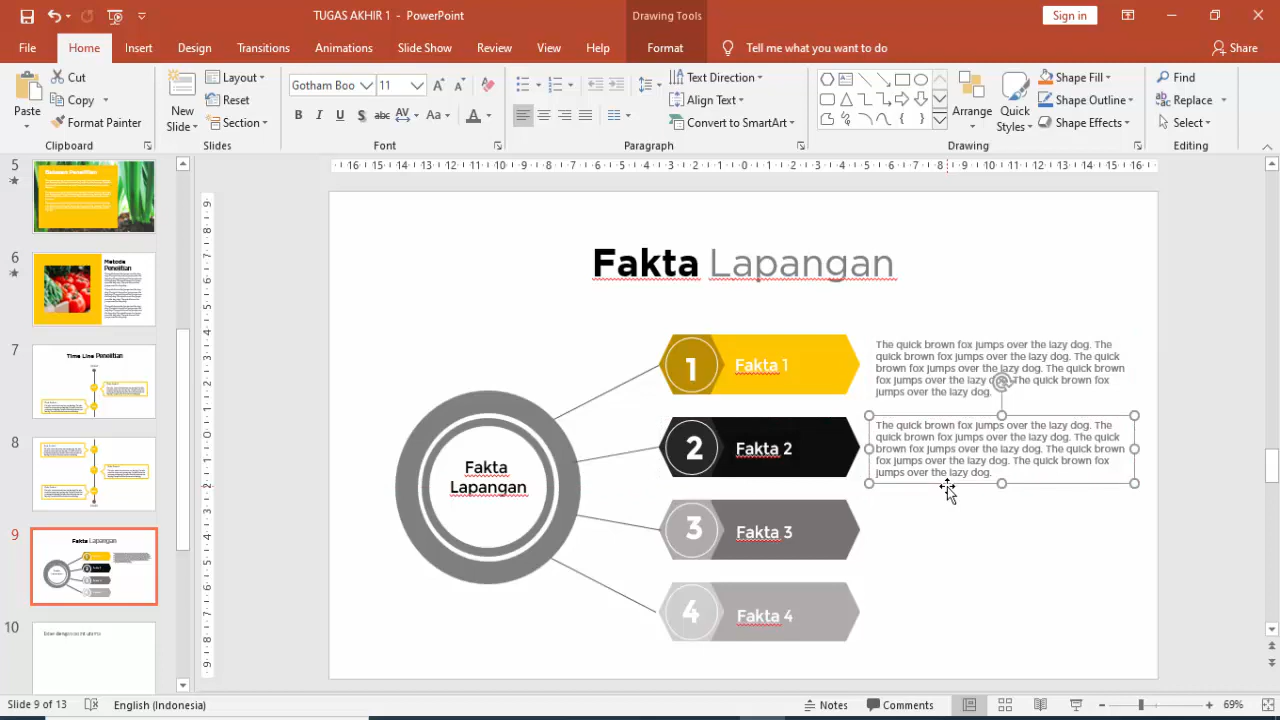 TUGAS AKHIR 1 - PowerPoint
Drawing Tools
Sign in
File Home Insert Design Transitions Animations Slide Show Review View Help Format Tell me what you want to do Share
Paste
Cut
Copy
Format Painter
Clipboard
New Slide
Layout
Reset
Section
Slides
Gotham Boo 11
B I U S abc AV Aa A
Font
Text Direction
Align Text
Convert to SmartArt
Paragraph
Arrange
Quick Styles
Shape Fill
Shape Outline
Shape Effects
Drawing
Find
Replace
Select
Editing
5
6
Metode
Penelitian
7
Time Line Penelitian
8
9
Fakta Lapangan
10
Fakta Lapangan
Fakta
Lapangan
1 Fakta 1
The quick brown fox jumps over the lazy dog. The
quick brown fox jumps over the lazy dog. The quick
brown fox jumps over the lazy dog. The quick brown
fox jumps over the lazy dog. The quick brown fox
jumps over the lazy dog.
2 Fakta 2
The quick brown fox jumps over the lazy dog. The
quick brown fox jumps over the lazy dog. The quick
brown fox jumps over the lazy dog. The quick brown
fox jumps over the lazy dog. The quick brown fox
jumps over the lazy dog.
3 Fakta 3
4 Fakta 4
Slide 9 of 13 English (Indonesia) Notes Comments 69%